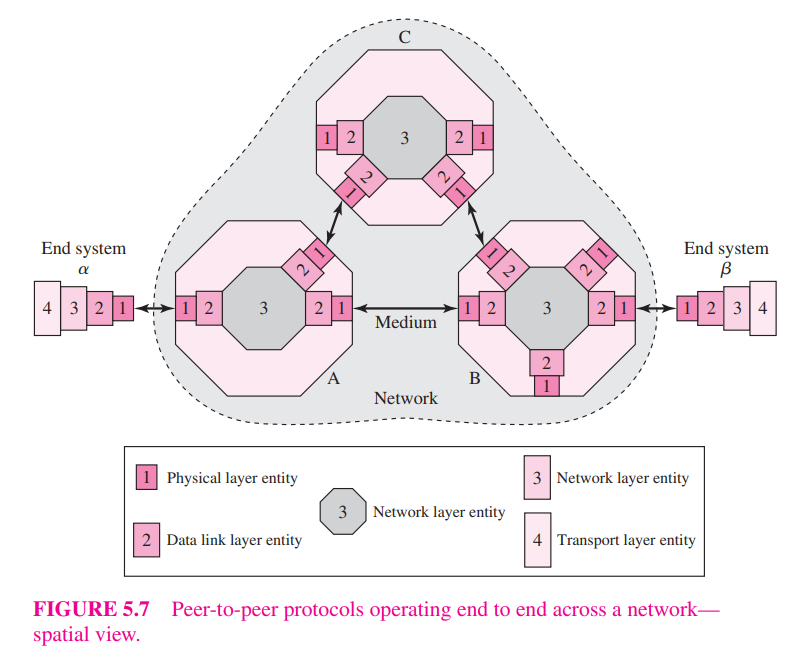 C
1 2 3 2 1
2 2
1 1
End system
α
End system
β
1 1 1
2 2 2
4 3 2 1
1 2 3 2 1
1 2 3 2 1
1 2 3 4
Medium
2
1
A
B
Network
1 Physical layer entity
3 Network layer entity
3 Network layer entity
2 Data link layer entity
4 Transport layer entity
FIGURE 5.7 Peer-to-peer protocols operating end to end across a network—
spatial view.